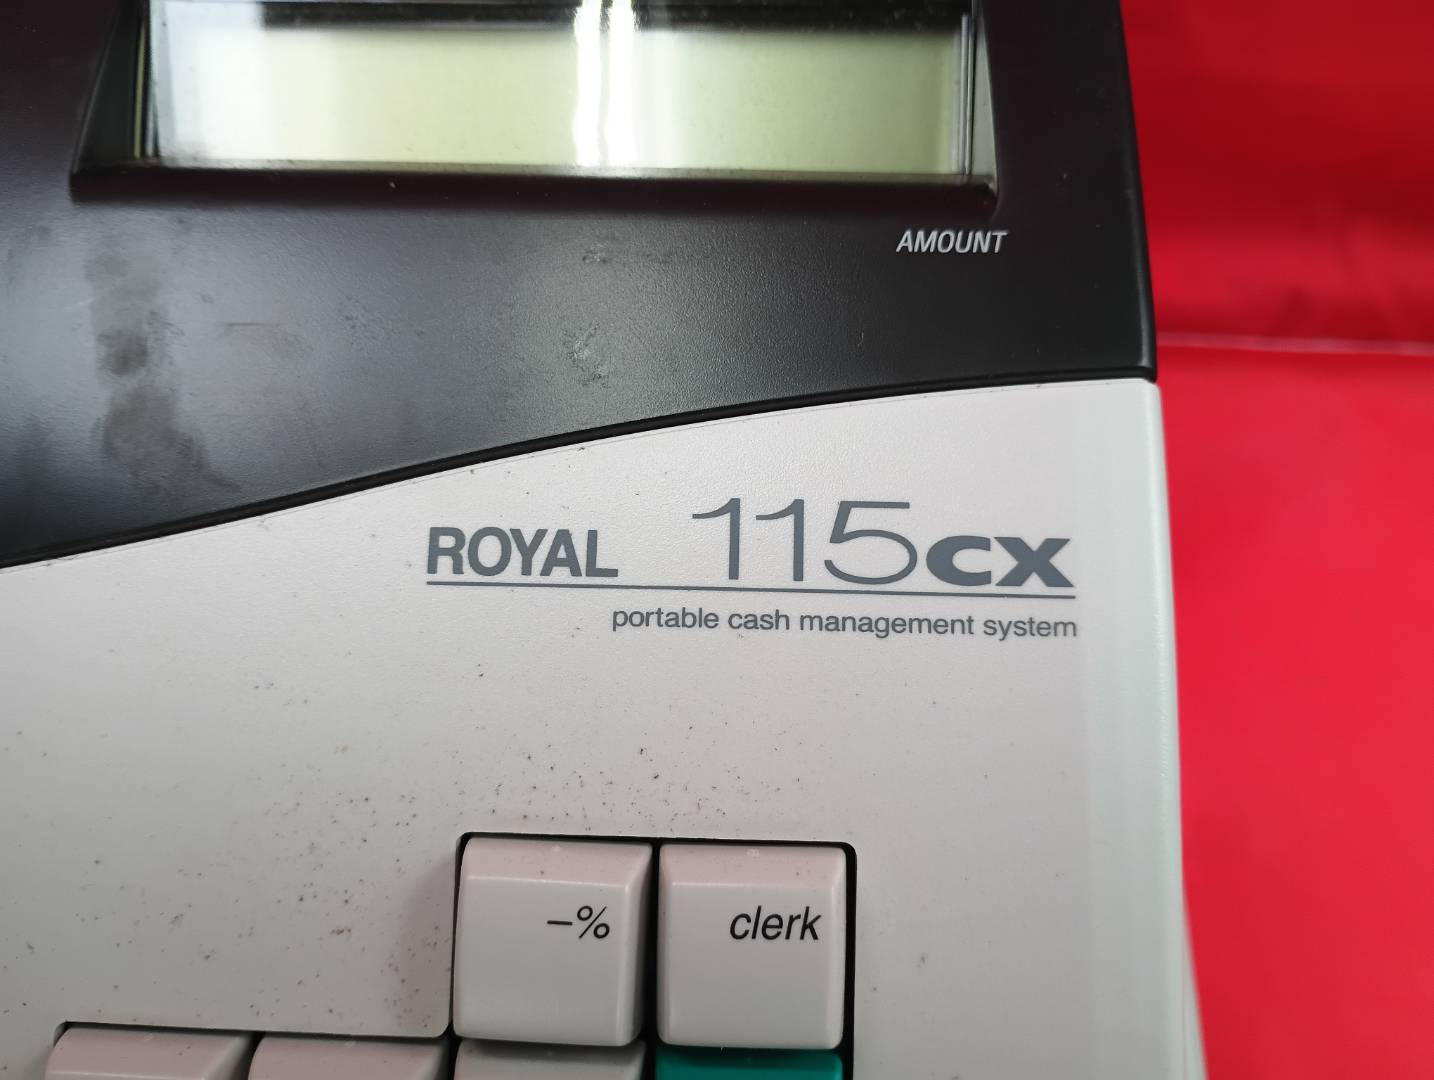 AMOUNT
ROYAL 115cx
portable cash management system
-% clerk